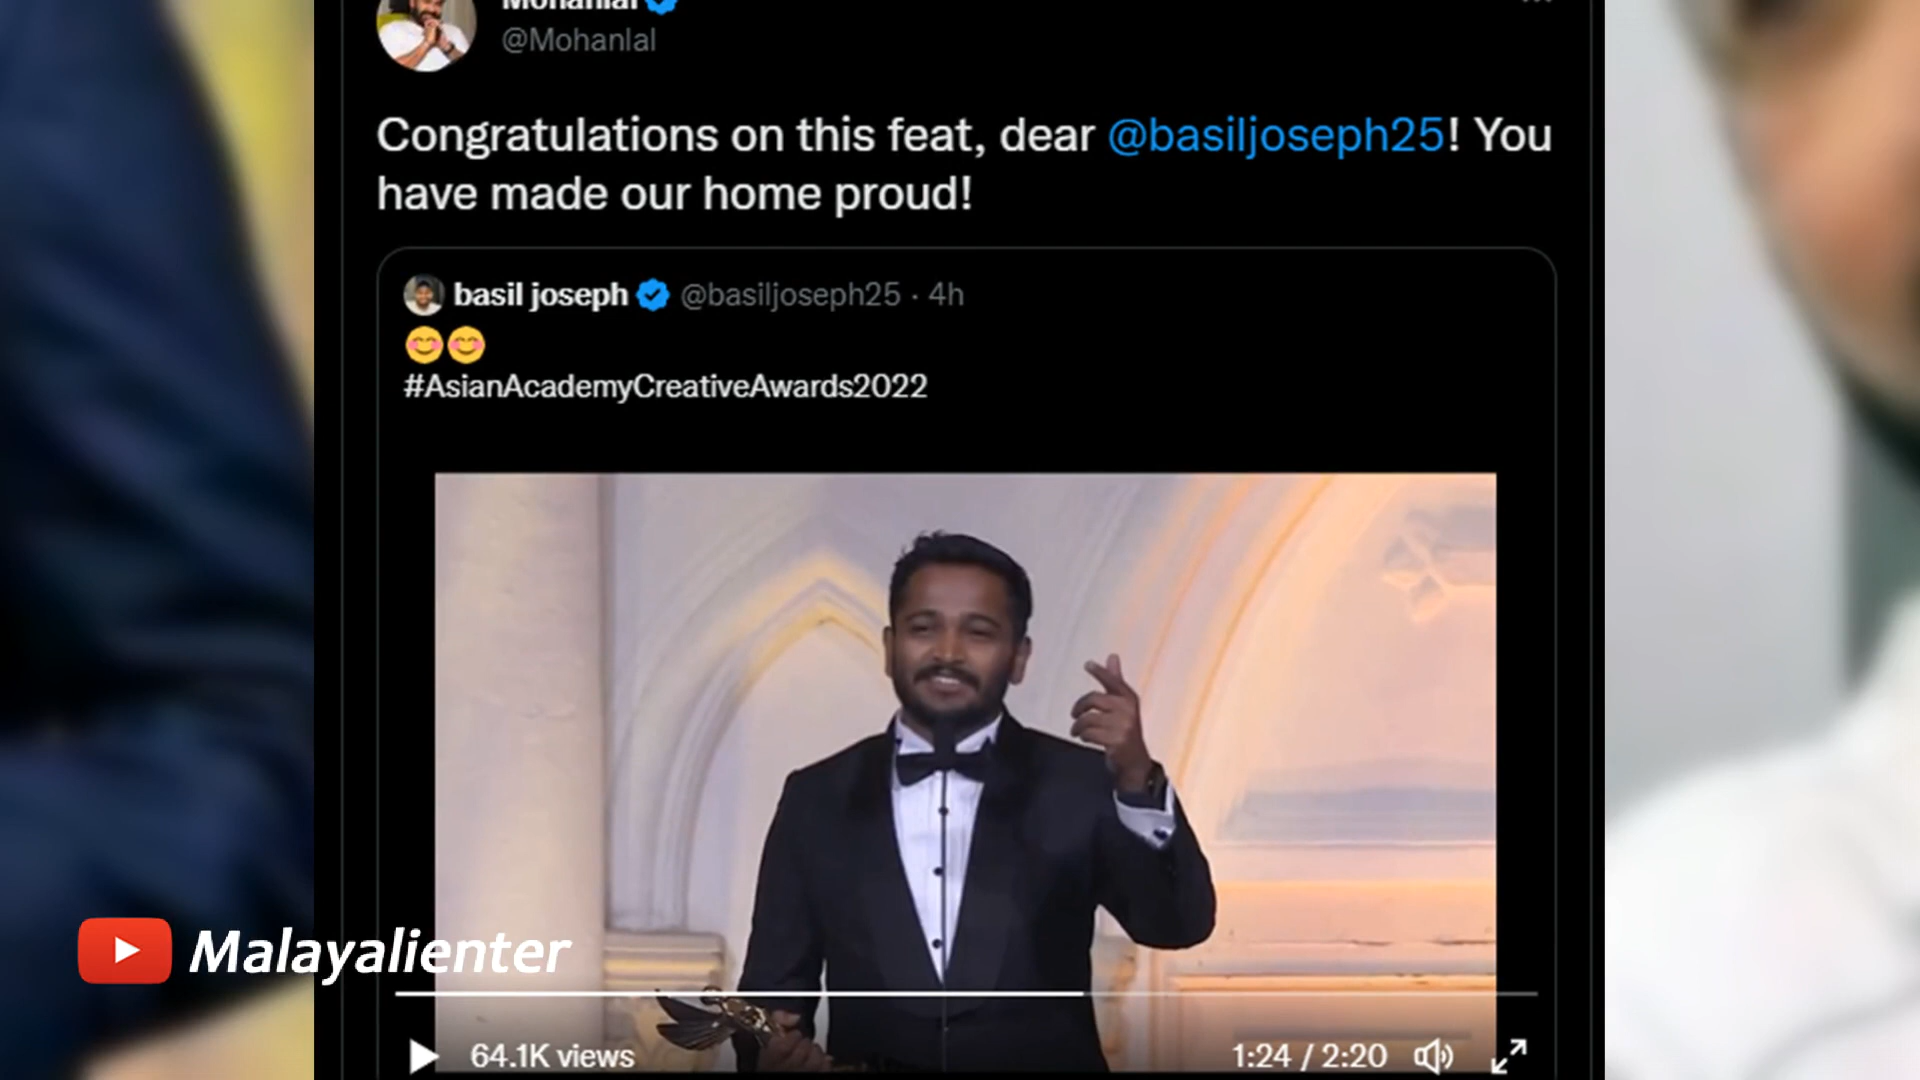 Mohanlal
@Mohanlal
Congratulations on this feat, dear @basiljoseph25! You
have made our home proud!
basil joseph @basiljoseph25 · 4h
😊😊
#AsianAcademyCreativeAwards2022
Malayalienter
64.1K views
1:24 / 2:20